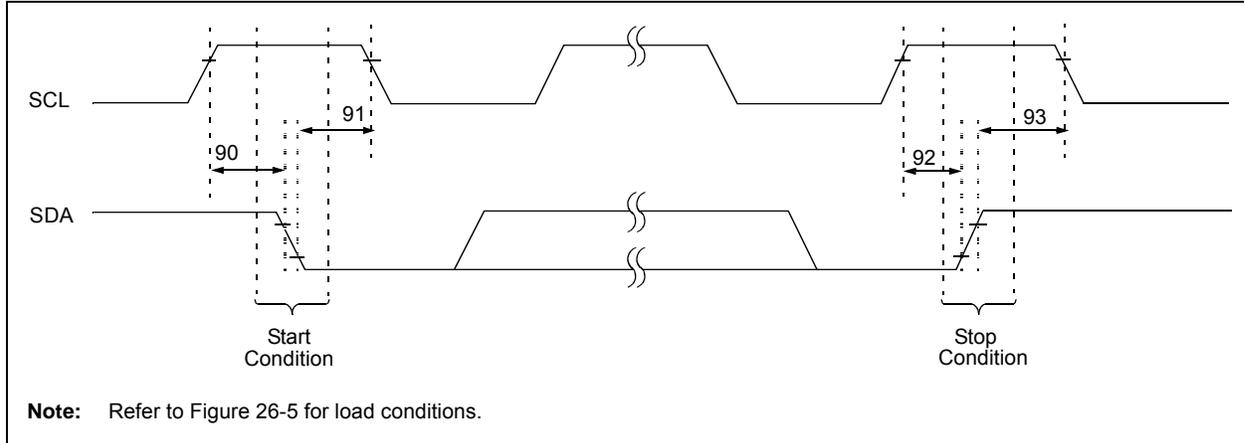 SCL
91
93
90
92
SDA
Start
Condition
Stop
Condition
Note: Refer to Figure 26-5 for load conditions.